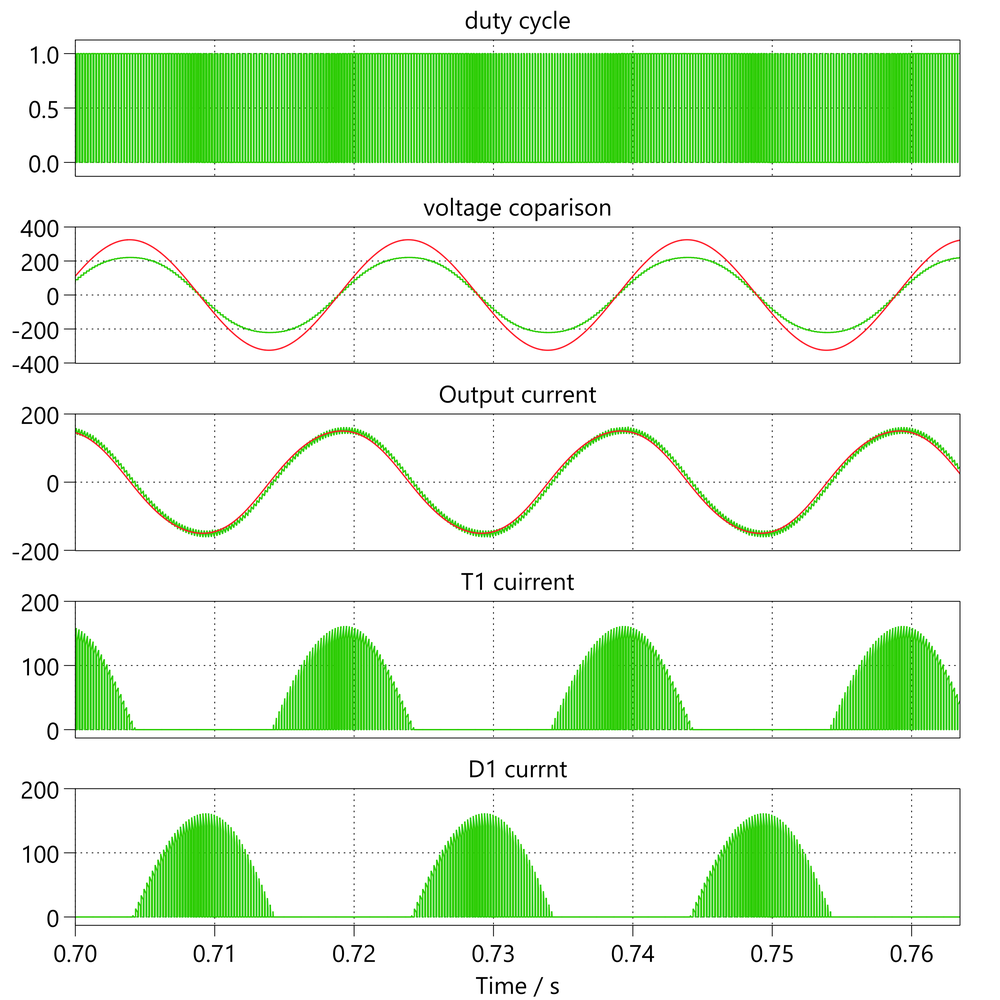 duty cycle
1.0
0.5
0.0
voltage coparison
400
200
0
-200
-400
Output current
200
0
-200
T1 cuirrent
200
100
0
D1 currnt
200
100
0
0.70 0.71 0.72 0.73 0.74 0.75 0.76
Time / s